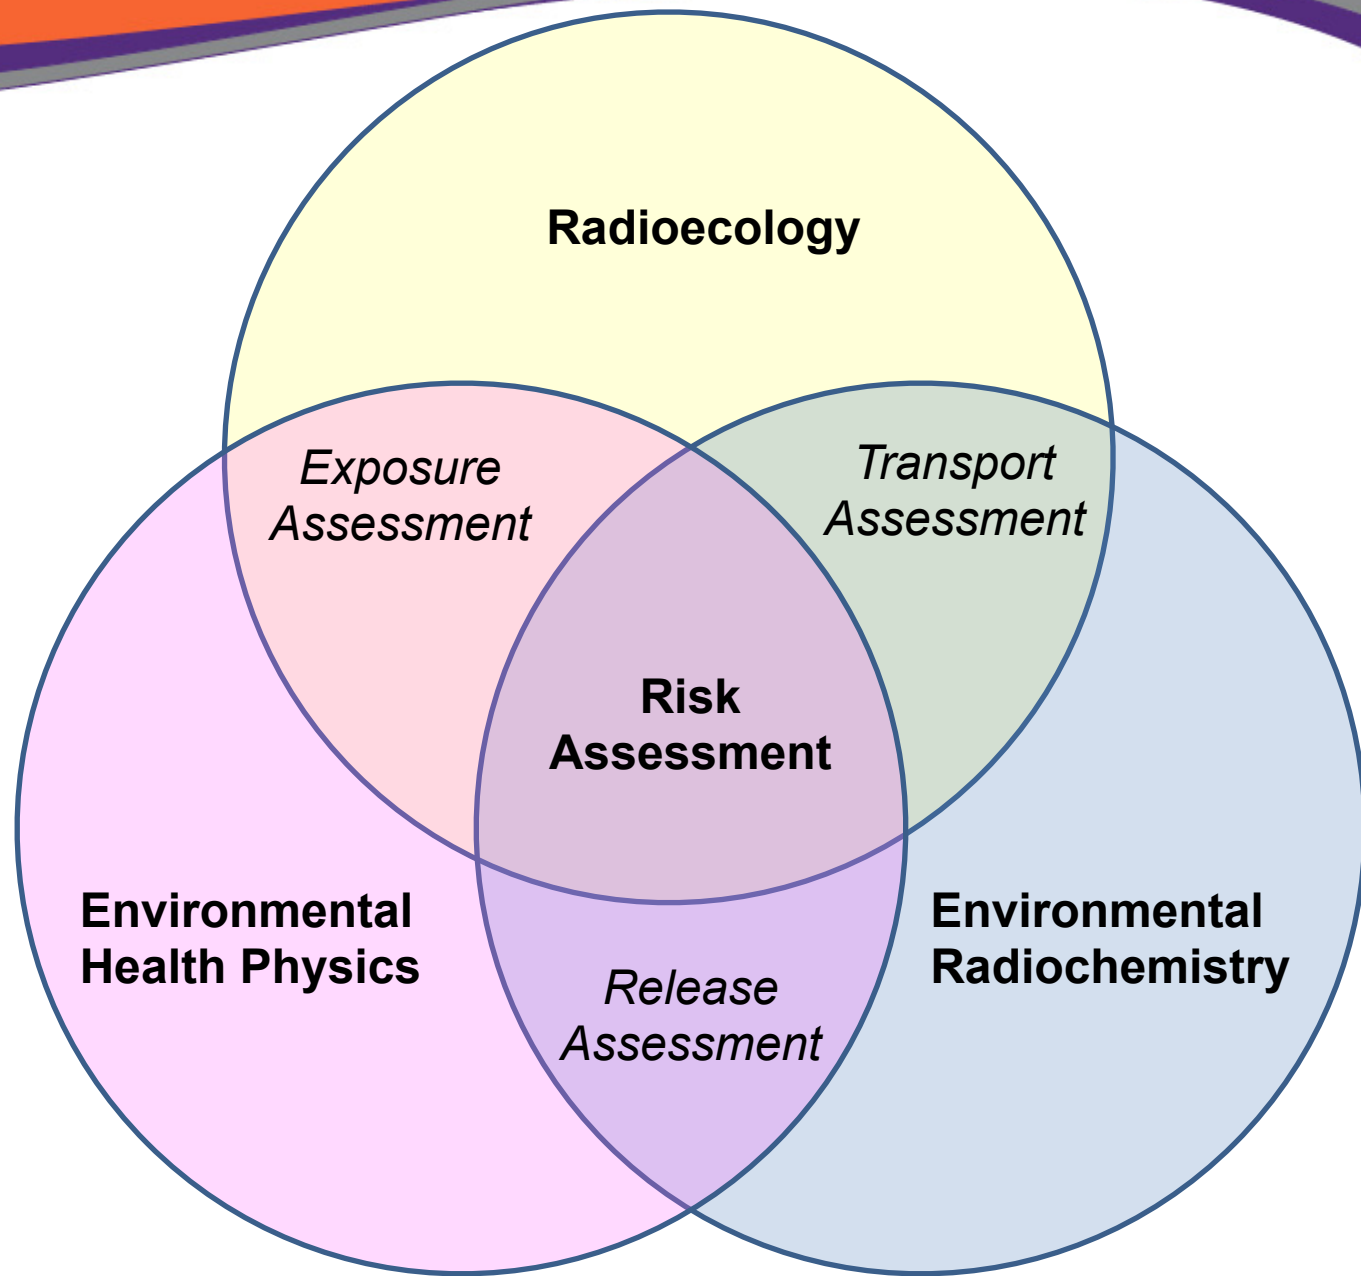 Radioecology
Exposure
Assessment
Transport
Assessment
Risk
Assessment
Environmental
Health Physics
Environmental
Radiochemistry
Release
Assessment